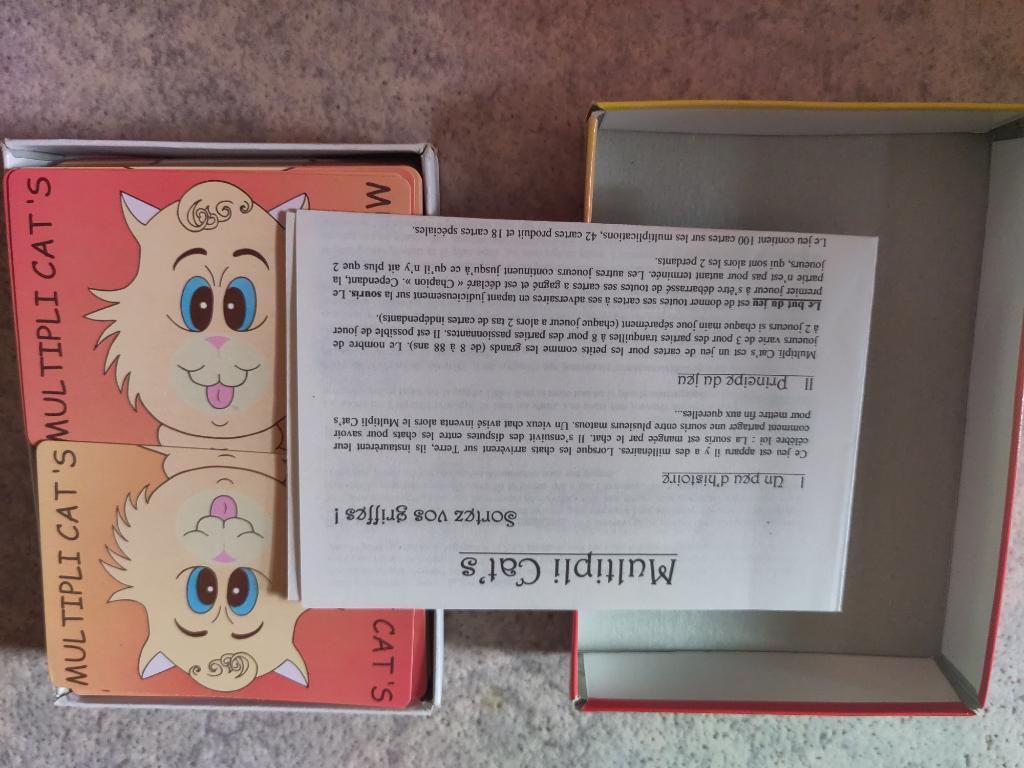 MULTIPLI CAT'S
M
MULTIPLI CAT'S
CAT'S
Multipli Cat's
Sortez vos griffes !
I Un peu d'histoire
Ce jeu est apparu il y a des millénaires. Lorsque les chats arrivèrent sur Terre, ils instaurèrent leur
célèbre loi : La souris est mangée par le chat. Il s'ensuivit des disputes entre les chats pour savoir
comment partager une souris entre plusieurs matous. Un vieux chat avisé inventa alors le Multipli Cat's
pour mettre fin aux querelles...
II Principe du jeu
Multipli Cat's est un jeu de cartes pour les petits comme les grands (de 8 à 88 ans). Le nombre de
joueurs varie de 3 pour des parties tranquilles à 8 pour des parties passionnantes. Il est possible de jouer
à 2 joueurs si chaque main joue séparément (chaque joueur a alors 2 tas de cartes indépendants).
Le but du jeu est de donner toutes ses cartes à ses adversaires en tapant judicieusement sur la souris. Le
premier joueur à s'être débarrassé de toutes ses cartes a gagné et est déclaré « Chapion ». Cependant, la
partie n'est pas pour autant terminée. Les autres joueurs continuent jusqu'à ce qu'il n'y ait plus que 2
joueurs, qui sont alors les 2 perdants.
Le jeu contient 100 cartes sur les multiplications, 42 cartes produit et 18 cartes spéciales.